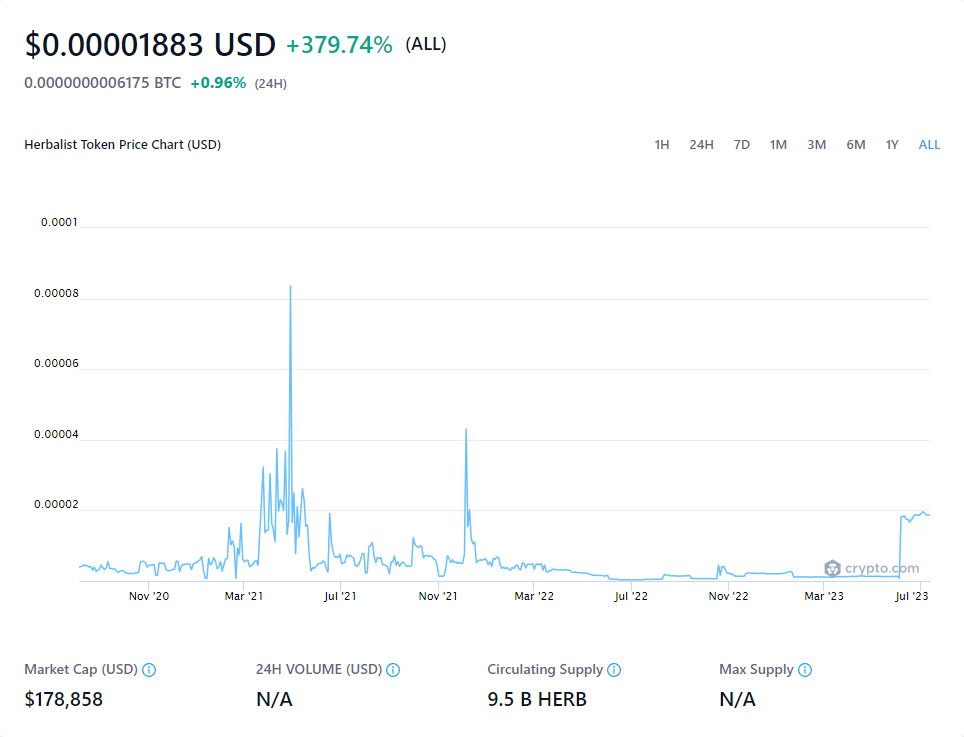 $0.00001883 USD +379.74% (ALL)
0.0000000006175 BTC +0.96% (24H)
Herbalist Token Price Chart (USD) 1H 24H 7D 1M 3M 6M 1Y ALL
0.0001
0.00008
0.00006
0.00004
0.00002
crypto.com
Nov '20 Mar '21 Jul '21 Nov '21 Mar '22 Jul '22 Nov '22 Mar '23 Jul '23
Market Cap (USD) 24H VOLUME (USD) Circulating Supply Max Supply
$178,858 N/A 9.5 B HERB N/A